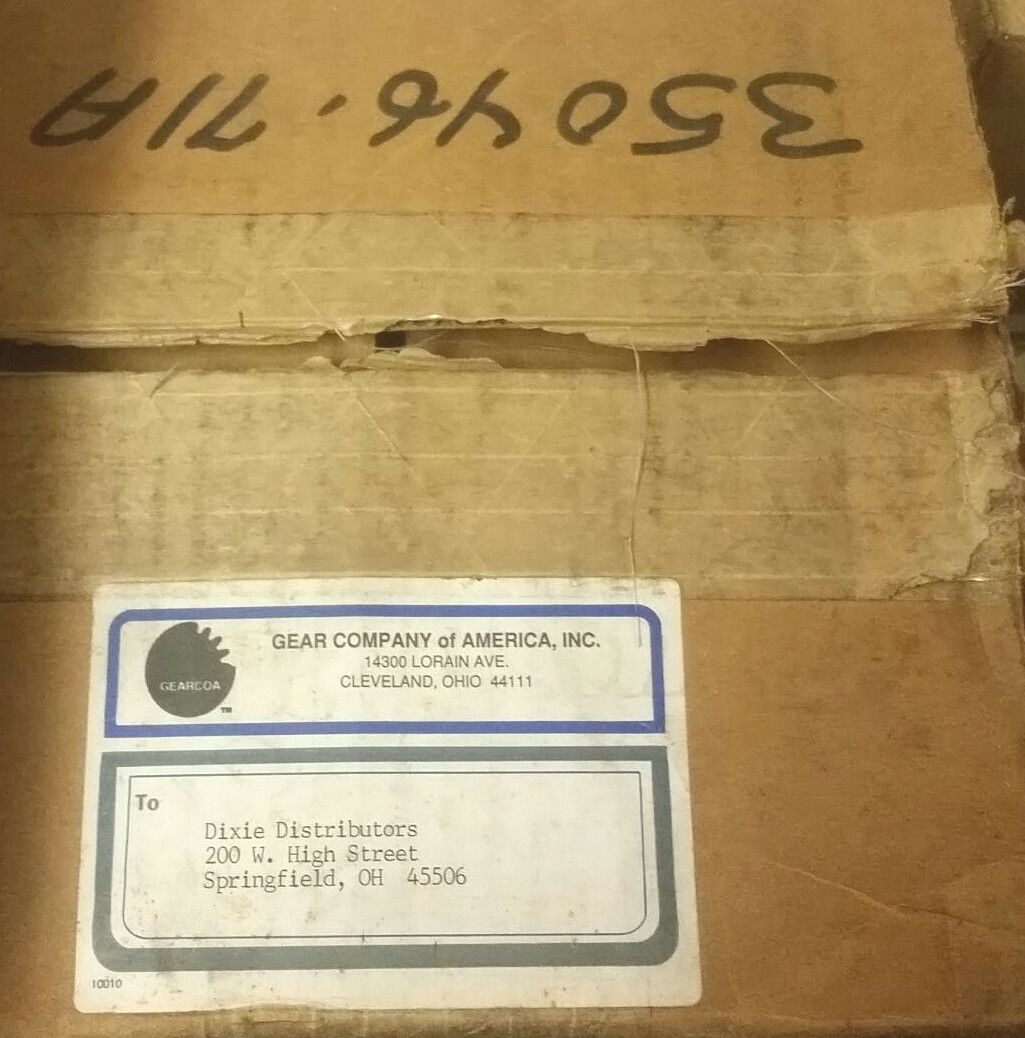 35046.71A
GEARCOA
TM
GEAR COMPANY of AMERICA, INC.
14300 LORAIN AVE.
CLEVELAND, OHIO 44111
To
Dixie Distributors
200 W. High Street
Springfield, OH 45506
10010